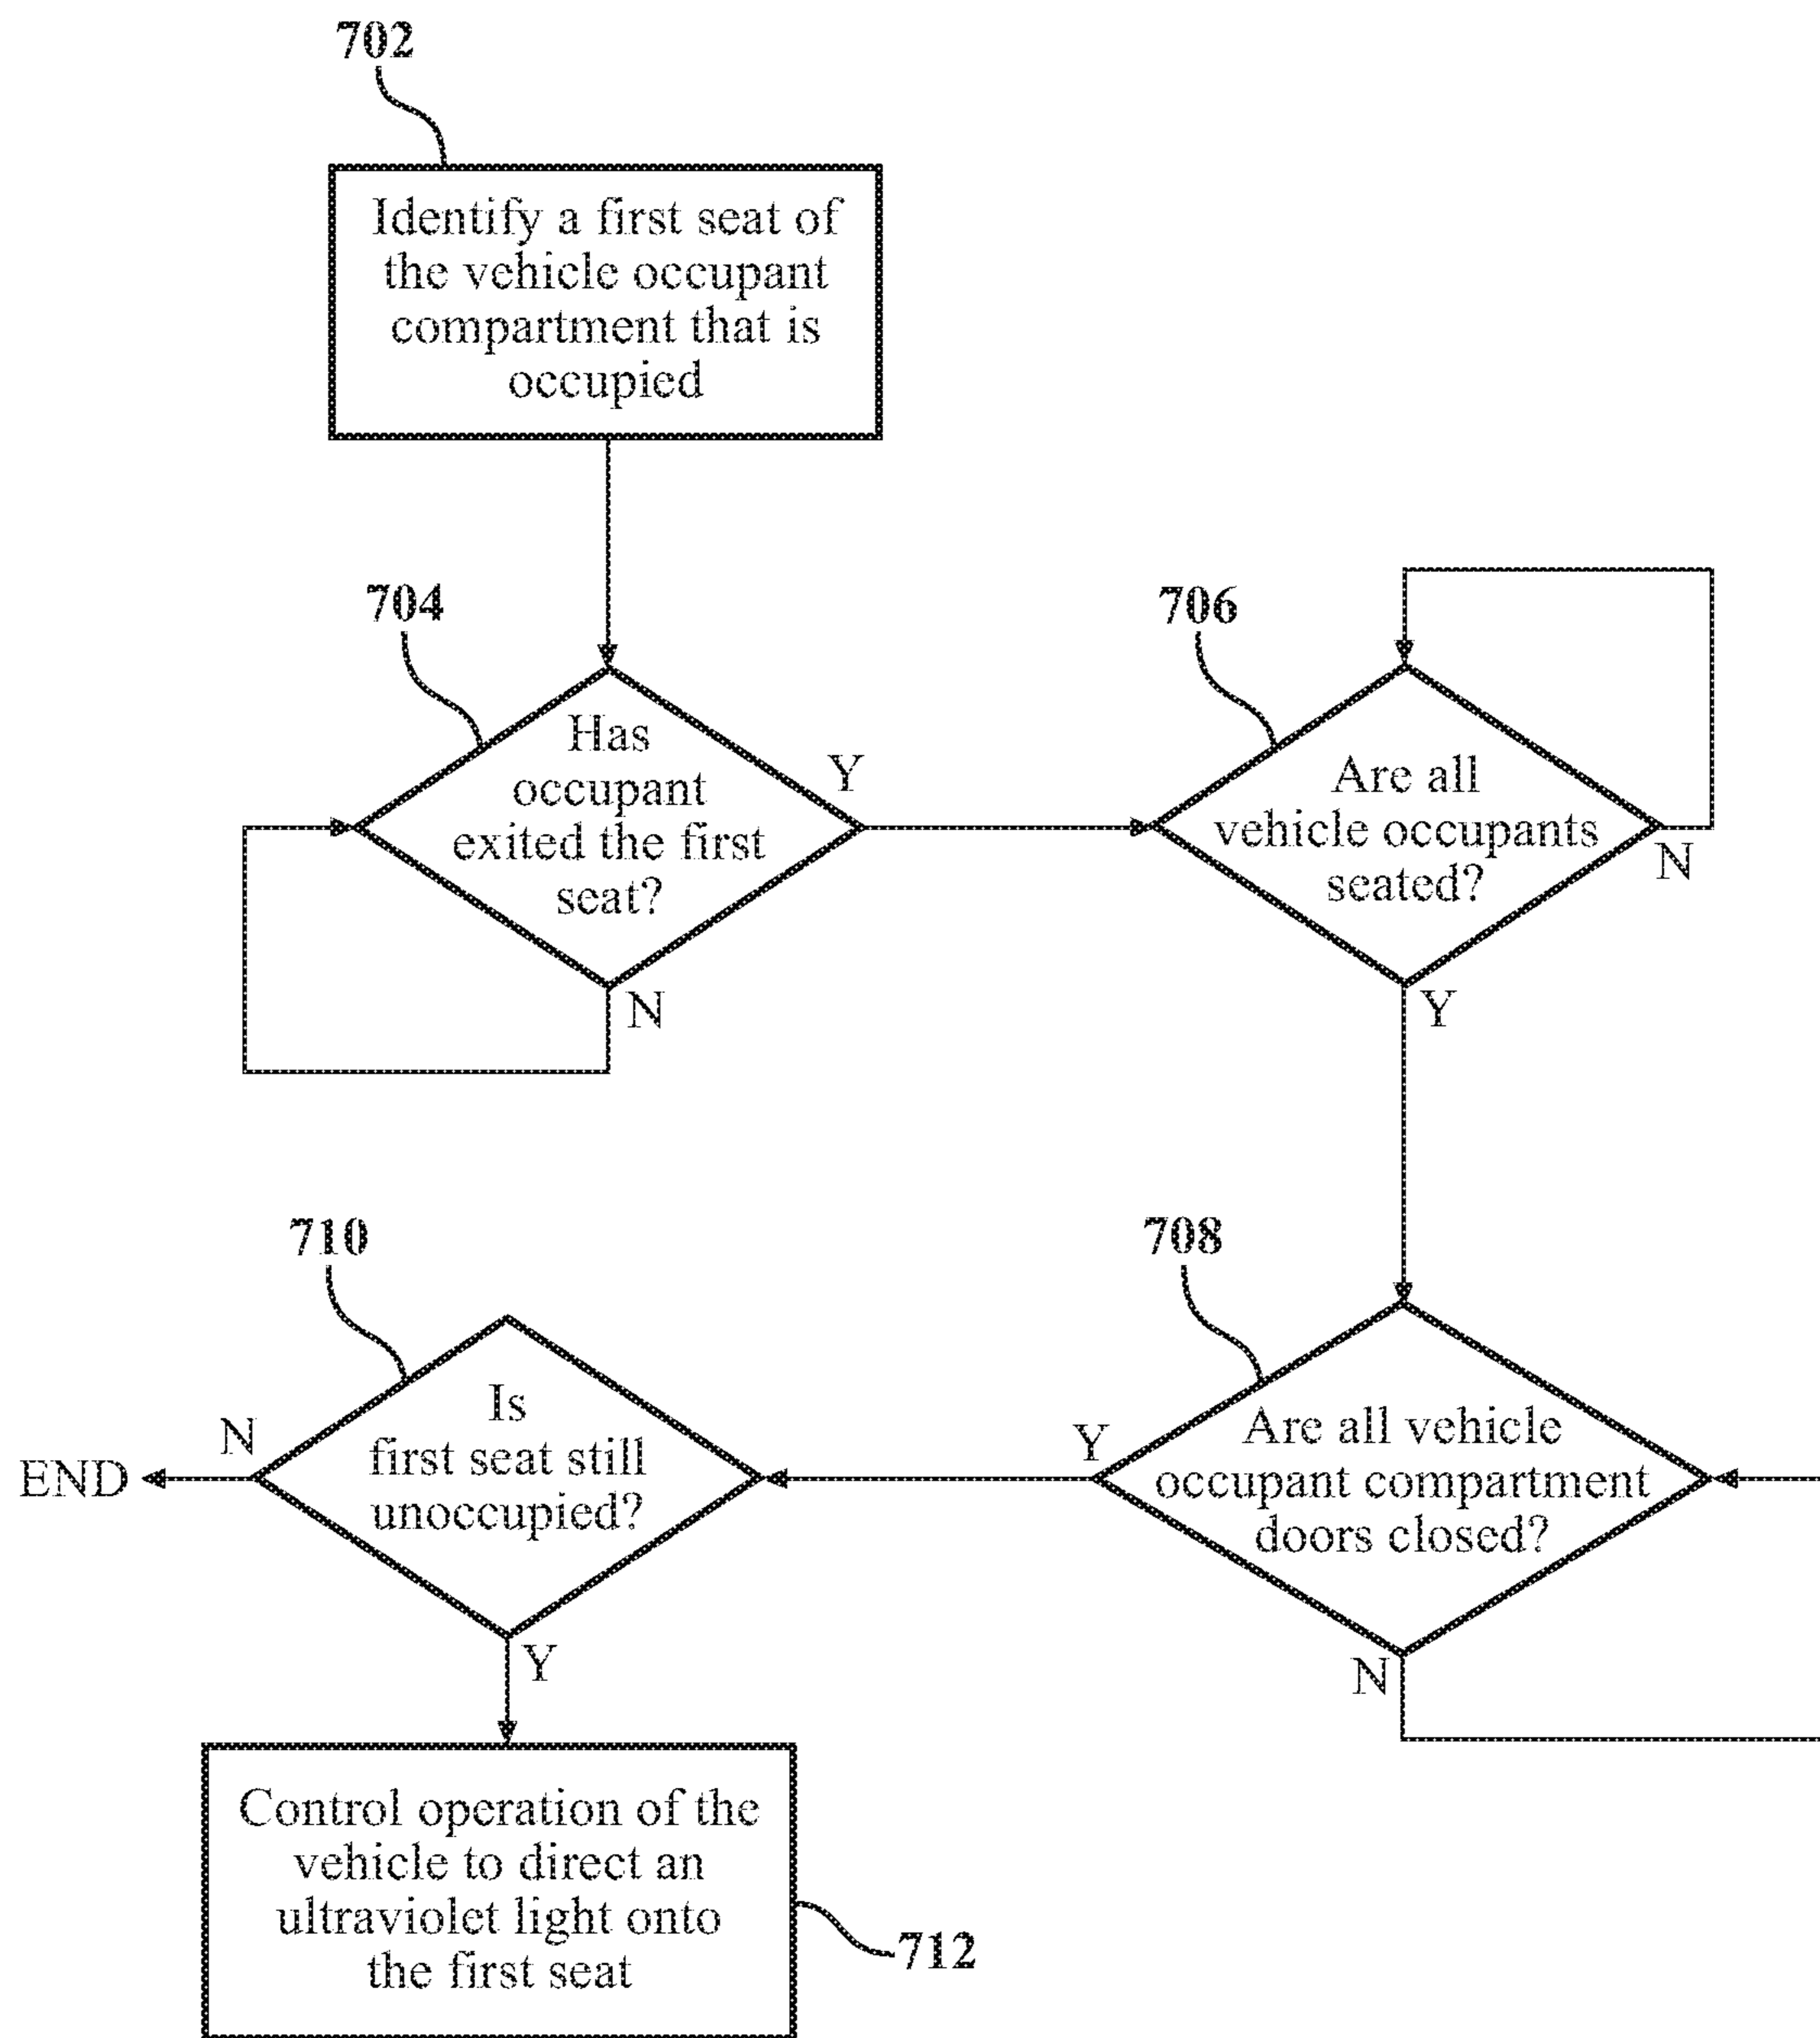 702
Identify a first seat of
the vehicle occupant
compartment that is
occupied
704
Has
occupant
exited the first
seat?
Y
N
706
Are all
vehicle occupants
seated?
N
Y
710
Is
first seat still
unoccupied?
N
END
Y
708
Are all vehicle
occupant compartment
doors closed?
Y
N
Control operation of the
vehicle to direct an
ultraviolet light onto
the first seat
712